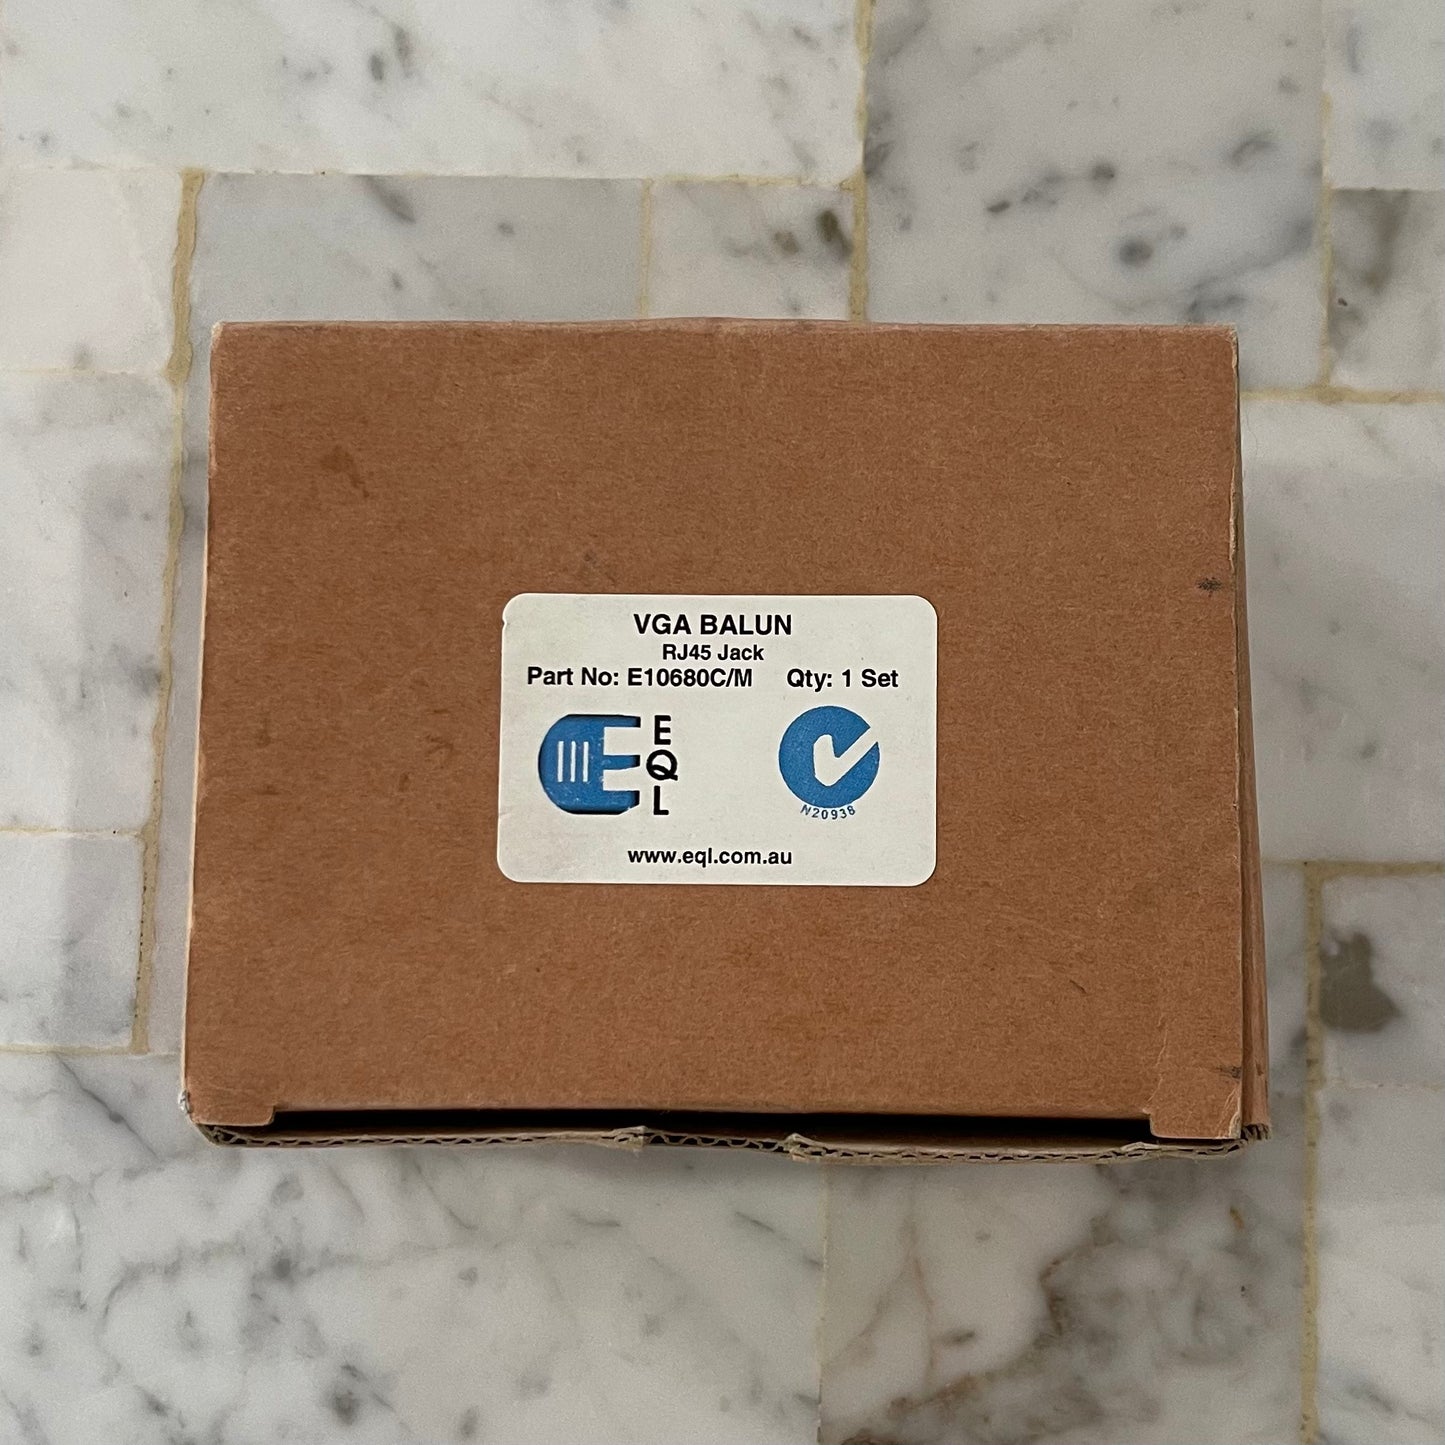 VGA BALUN
RJ45 Jack
Part No: E10680C/M Qty: 1 Set
E
Q
L
N20938
www.eql.com.au